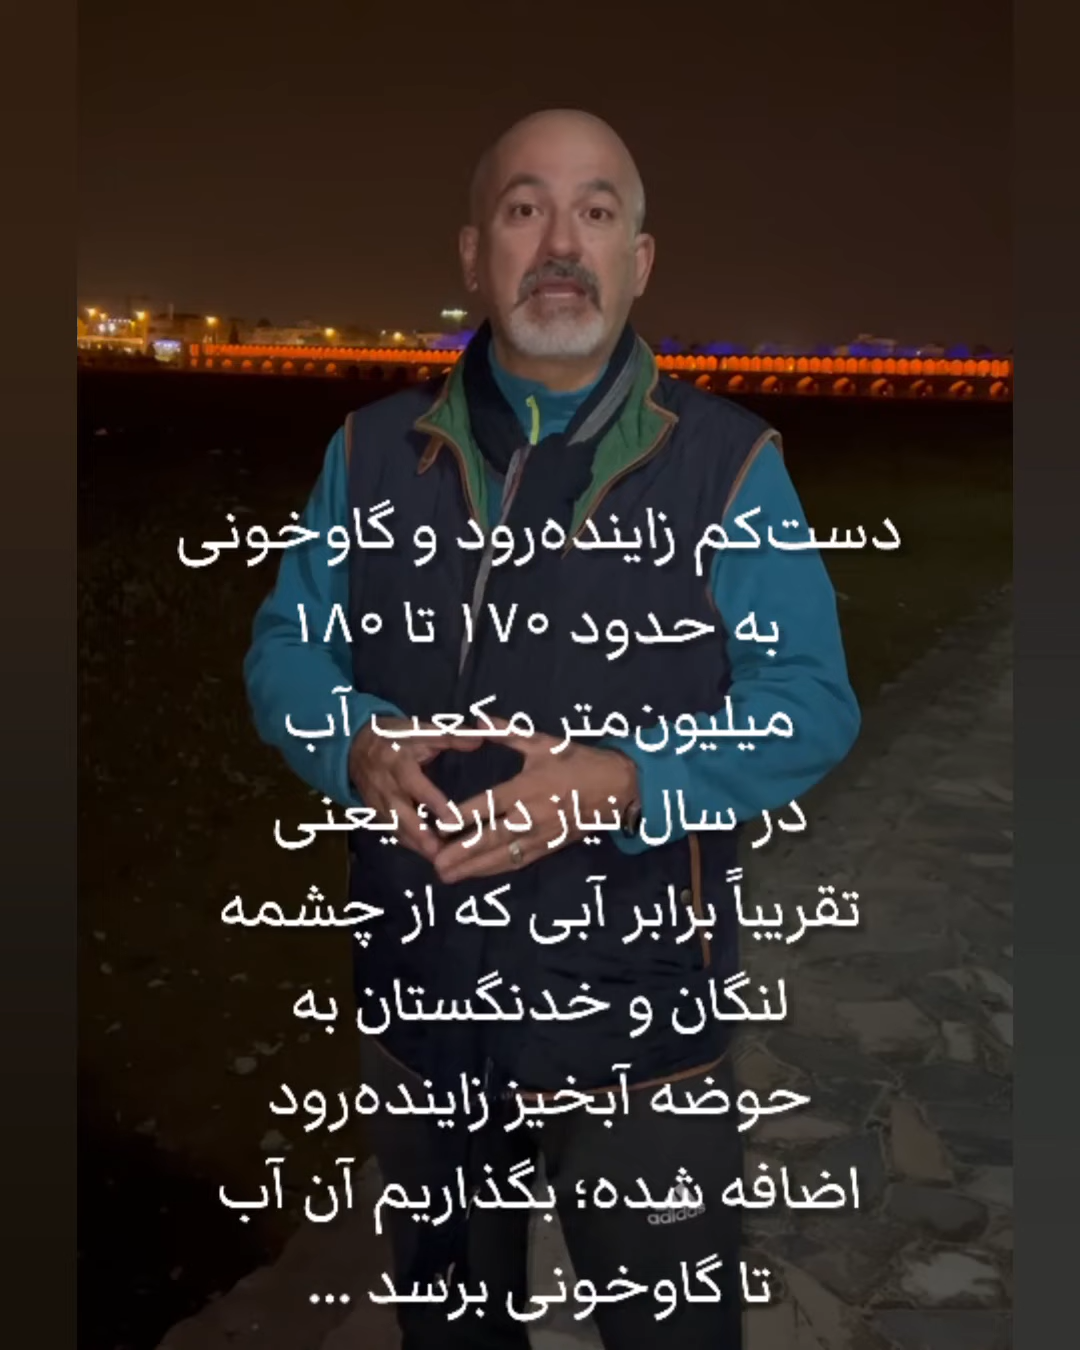 دست‌کم زاینده‌رود و گاوخونی
به حدود ۱۷۰ تا ۱۸۰
میلیون‌متر مکعب آب
در سال نیاز دارد؛ یعنی
تقریباً برابر آبی که از چشمه
لنگان و خدنگستان به
حوضه آبخیز زاینده‌رود
اضافه شده؛ بگذاریم آن آب
تا گاوخونی برسد ...
adidas